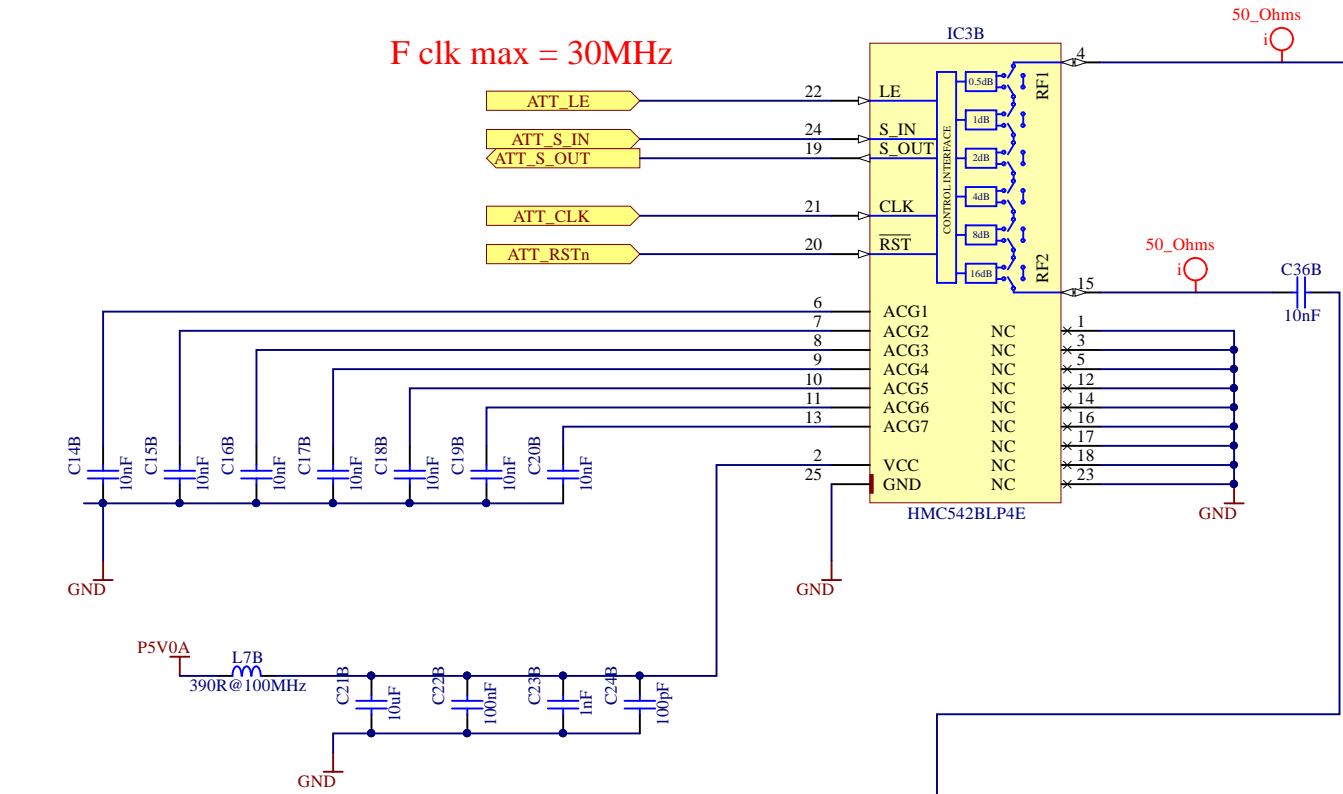 50_Ohms
i
IC3B
F clk max = 30MHz
4
ATT_LE
22
LE
0.5dB
RF1
ATT_S_IN
24
S_IN
1dB
ATT_S_OUT
19
S_OUT
2dB
CONTROL INTERFACE
4dB
ATT_CLK
21
CLK
8dB
ATT_RSTn
20
RST
16dB
RF2
50_Ohms
i
15
C36B
10nF
6
ACG1
7
ACG2
NC
1
8
ACG3
NC
3
9
ACG4
NC
5
10
ACG5
NC
12
11
ACG6
NC
14
13
ACG7
NC
16
NC
17
2
VCC
NC
18
25
GND
NC
23
HMC542BLP4E
GND
C14B
10nF
C15B
10nF
C16B
10nF
C17B
10nF
C18B
10nF
C19B
10nF
C20B
10nF
GND
GND
P5V0A
L7B
390R@100MHz
C21B
10uF
C22B
100nF
C23B
1nF
C24B
100pF
GND